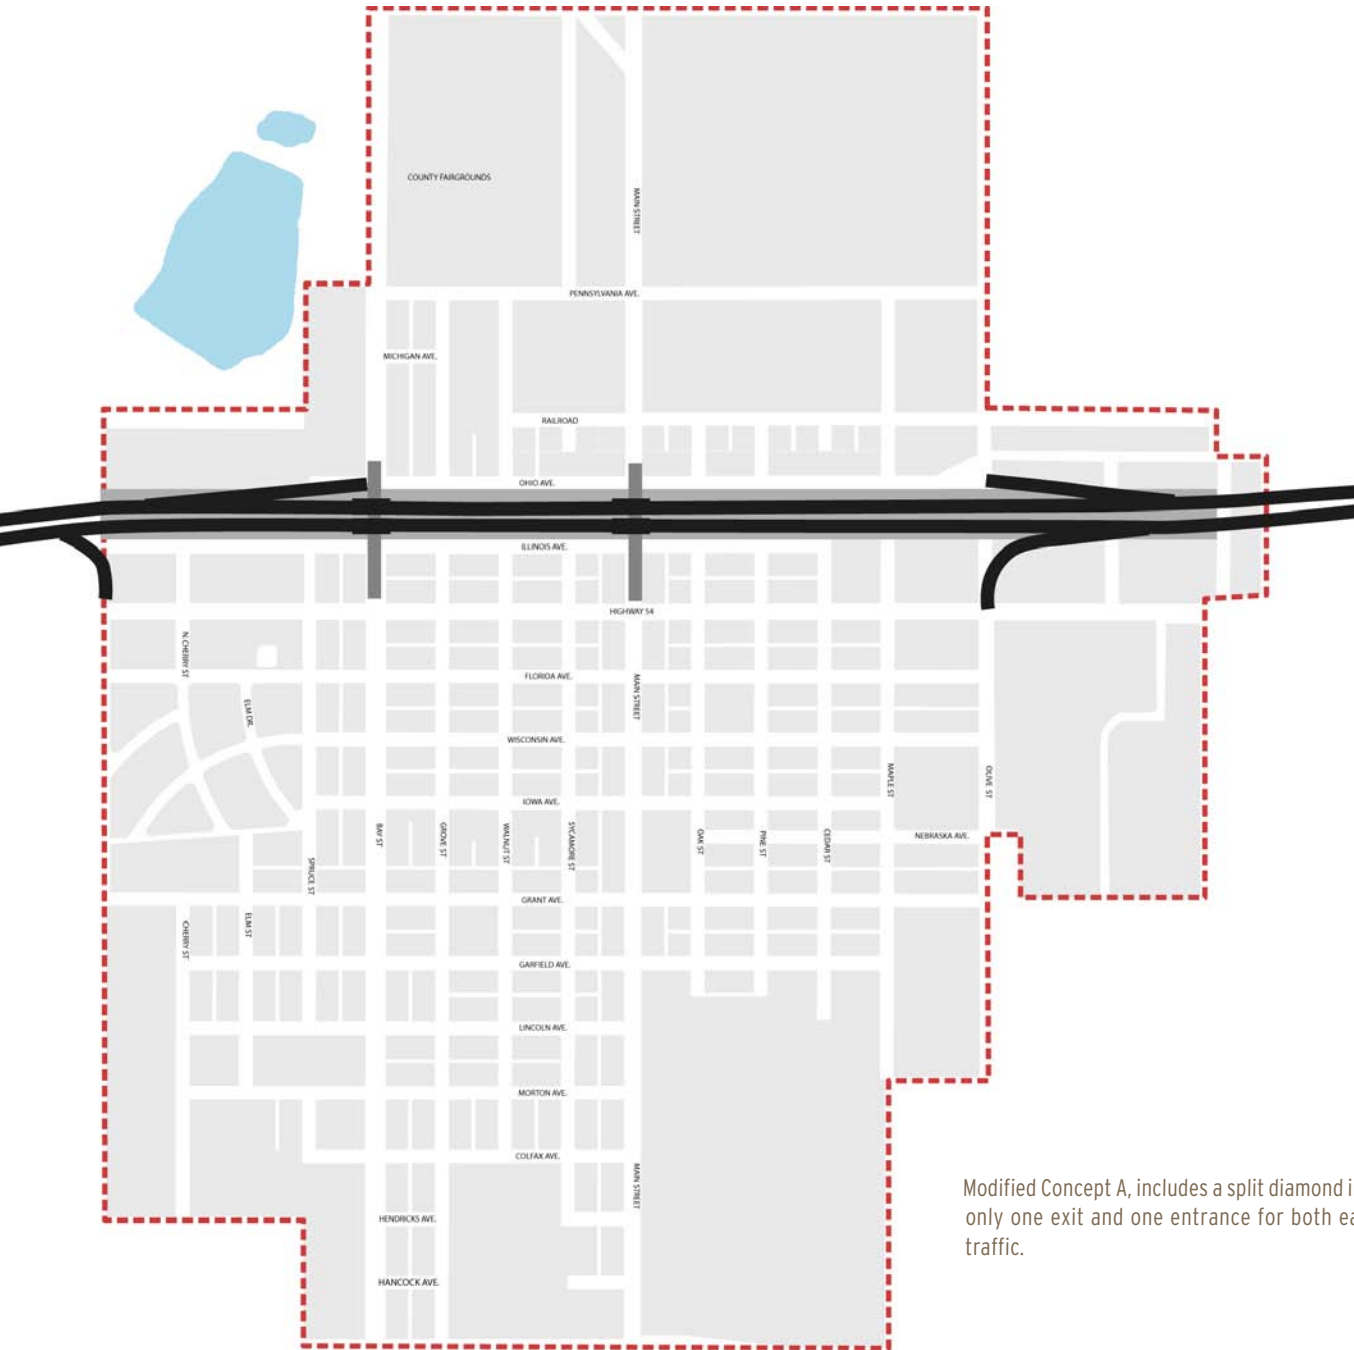 COUNTY FAIRGROUNDS
MAIN STREET
PENNSYLVANIA AVE.
MICHIGAN AVE.
RAILROAD
OHIO AVE.
ILLINOIS AVE.
HIGHWAY 54
N. CHERRY ST
FLORIDA AVE.
MAIN STREET
ELM DR.
WISCONSIN AVE.
MAPLE ST
OLIVE ST
IOWA AVE.
BAY ST
GROVE ST
WALNUT ST
SYCAMORE ST
OAK ST
PINE ST
CEDAR ST
NEBRASKA AVE.
SPRUCE ST
GRANT AVE.
CHERRY ST
ELM ST
GARFIELD AVE.
LINCOLN AVE.
MORTON AVE.
COLFAX AVE.
MAIN STREET
HENDRICKS AVE.
HANCOCK AVE.
Modified Concept A, includes a split diamond i
only one exit and one entrance for both ea
traffic.